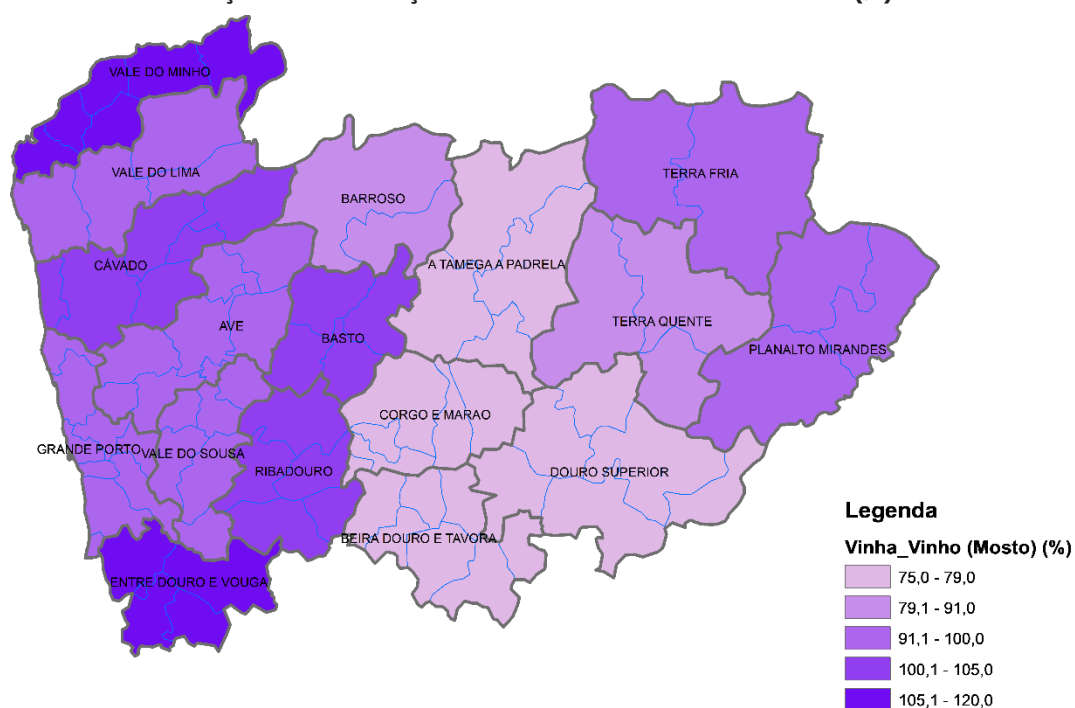 (%)
VALE DO MINHO
VALE DO LIMA
TERRA FRIA
BARROSO
CÁVADO
A TAMEGA A PADRELA
AVE
BASTO
TERRA QUENTE
PLANALTO MIRANDES
CORGO E MARAO
GRANDE PORTO
VALE DO SOUSA
RIBADOURO
DOURO SUPERIOR
BEIRA DOURO E TAVORA
ENTRE DOURO E VOUGA
Legenda
Vinha_Vinho (Mosto) (%)
75,0 - 79,0
79,1 - 91,0
91,1 - 100,0
100,1 - 105,0
105,1 - 120,0